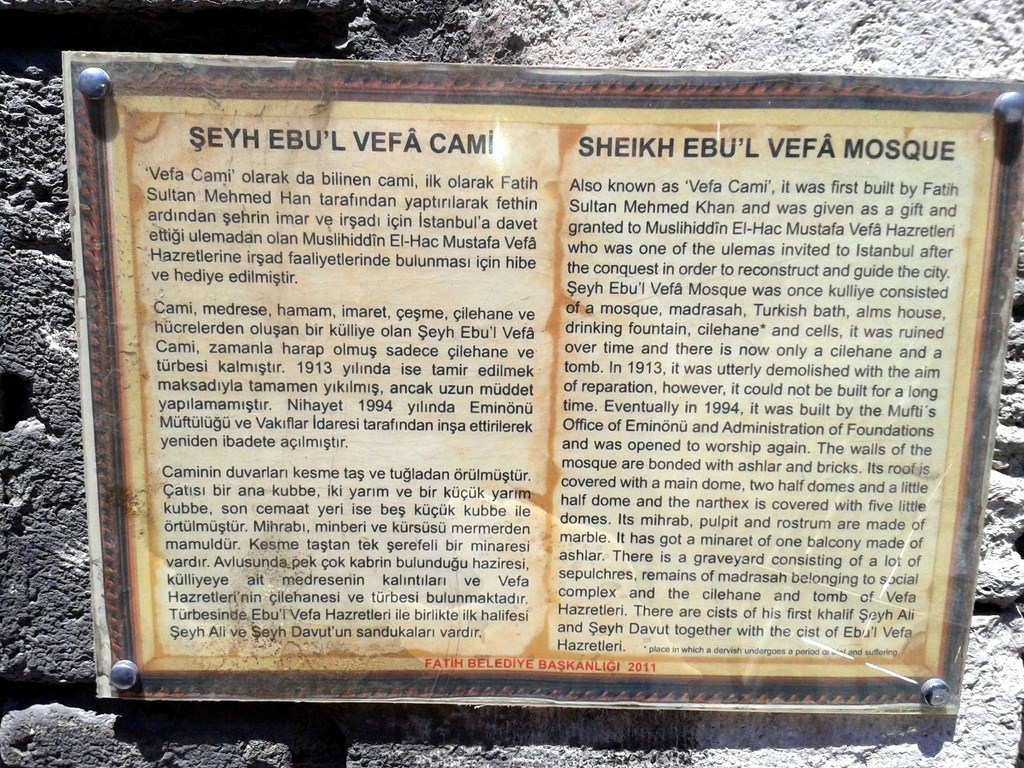 ŞEYH EBU'L VEFÂ CAMİ
'Vefa Cami' olarak da bilinen cami, ilk olarak Fatih
Sultan Mehmed Han tarafından yaptırılarak fethin
ardından şehrin imar ve irşadı için İstanbul'a davet
ettiği ulemadan olan Muslihiddîn El-Hac Mustafa Vefâ
Hazretlerine irşad faaliyetlerinde bulunması için hibe
ve hediye edilmiştir.
Cami, medrese, hamam, imaret, çeşme, çilehane ve
hücrelerden oluşan bir külliye olan Şeyh Ebu'l Vefâ
Cami, zamanla harap olmuş sadece çilehane ve
türbesi kalmıştır. 1913 yılında ise tamir edilmek
maksadıyla tamamen yıkılmış, ancak uzun müddet
yapılamamıştır. Nihayet 1994 yılında Eminönü
Müftülüğü ve Vakıflar İdaresi tarafından inşa ettirilerek
yeniden ibadete açılmıştır.
Caminin duvarları kesme taş ve tuğladan örülmüştür.
Çatısı bir ana kubbe, iki yarım ve bir küçük yarım
kubbe, son cemaat yeri ise beş küçük kubbe ile
örtülmüştür. Mihrabı, minberi ve kürsüsü mermerden
mamuldür. Kesme taştan tek şerefeli bir minaresi
vardır. Avlusunda pek çok kabrin bulunduğu haziresi,
külliyeye ait medresenin kalıntıları ve Vefa
Hazretleri'nin çilehanesi ve türbesi bulunmaktadır.
Türbesinde Ebu'l Vefa Hazretleri ile birlikte ilk halifesi
Şeyh Ali ve Şeyh Davut'un sandukaları vardır.
SHEIKH EBU'L VEFÂ MOSQUE
Also known as 'Vefa Cami', it was first built by Fatih
Sultan Mehmed Khan and was given as a gift and
granted to Muslihiddîn El-Hac Mustafa Vefâ Hazretleri
who was one of the ulemas invited to Istanbul after
the conquest in order to reconstruct and guide the city.
Şeyh Ebu'l Vefâ Mosque was once kulliye consisted
of a mosque, madrasah, Turkish bath, alms house,
drinking fountain, cilehane* and cells, it was ruined
over time and there is now only a cilehane and a
tomb. In 1913, it was utterly demolished with the aim
of reparation, however, it could not be built for a long
time. Eventually in 1994, it was built by the Mufti´s
Office of Eminönü and Administration of Foundations
and was opened to worship again. The walls of the
mosque are bonded with ashlar and bricks. Its roof is
covered with a main dome, two half domes and a little
half dome and the narthex is covered with five little
domes. Its mihrab, pulpit and rostrum are made of
marble. It has got a minaret of one balcony made of
ashlar. There is a graveyard consisting of a lot of
sepulchres, remains of madrasah belonging to social
complex and the cilehane and tomb of Vefa
Hazretleri. There are cists of his first khalif Şeyh Ali
and Şeyh Davut together with the cist of Ebu'l Vefa
Hazretleri. * place in which a dervish undergoes a period of trial and suffering
FATİH BELEDİYE BAŞKANLIĞI 2011